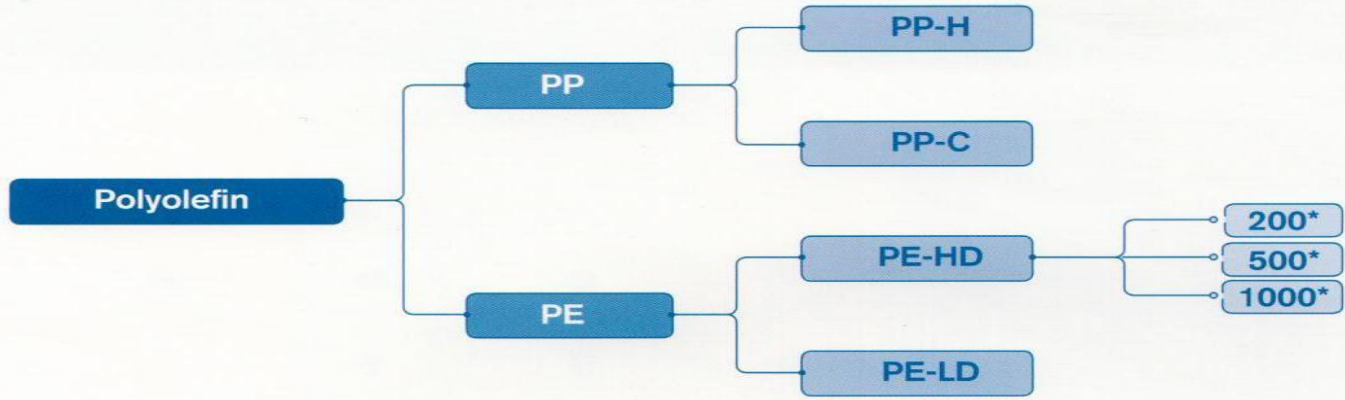 Polyolefin
PP
PP-H
PP-C
PE
PE-HD
200*
500*
1000*
PE-LD